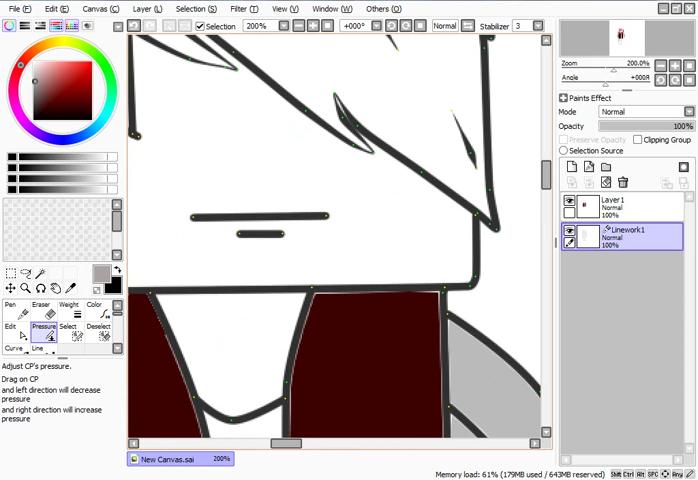 File (F) Edit (E) Canvas (C) Layer (L) Selection (S) Filter (T) View (V) Window (W) Others (O)
Selection 200% +000° Normal Stabilizer 3
Zoom 200.0%
Angle +000Я
Paints Effect
Mode Normal
Opacity 100%
Preserve Opacity Clipping Group
Selection Source
Layer1
Normal
100%
Linework1
Normal
100%
Pen Eraser Weight Color
Edit Pressure Select Deselect
Curve Line
Adjust CP's pressure.
Drag on CP
and left direction will decrease
pressure
and right direction will increase
pressure
New Canvas.sai 200%
Memory load: 61% (179MB used / 643MB reserved) Shift Ctrl Alt SPC Any